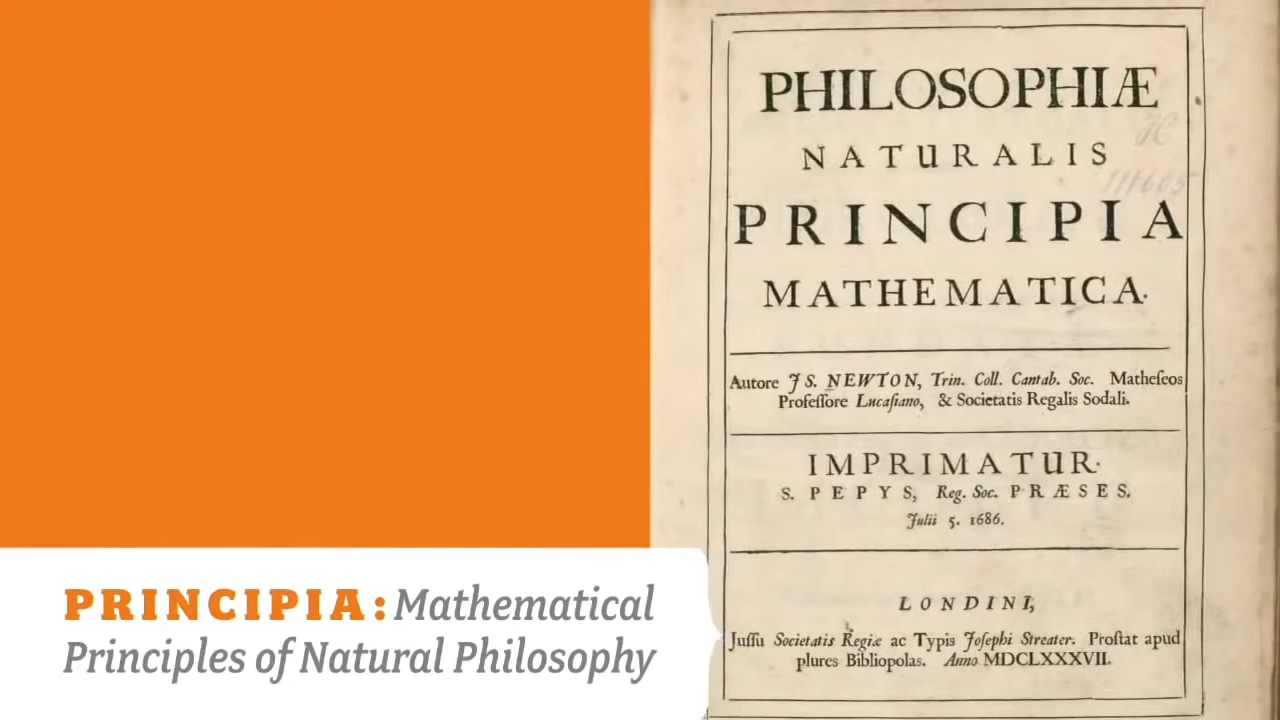 PRINCIPIA: Mathematical
Principles of Natural Philosophy
PHILOSOPHIÆ
NATURALIS
PRINCIPIA
MATHEMATICA.
Autore JS. NEWTON, Trin. Coll. Cantab. Soc. Matheſeos
Profeſſore Lucaſiano, & Societatis Regalis Sodali.
IMPRIMATUR.
S. PEPYS, Reg. Soc. PRÆSES.
Julii 5. 1686.
LONDINI,
Juſſu Societatis Regiæ ac Typis Joſephi Streater. Proſtat apud
plures Bibliopolas. Anno MDCLXXXVII.